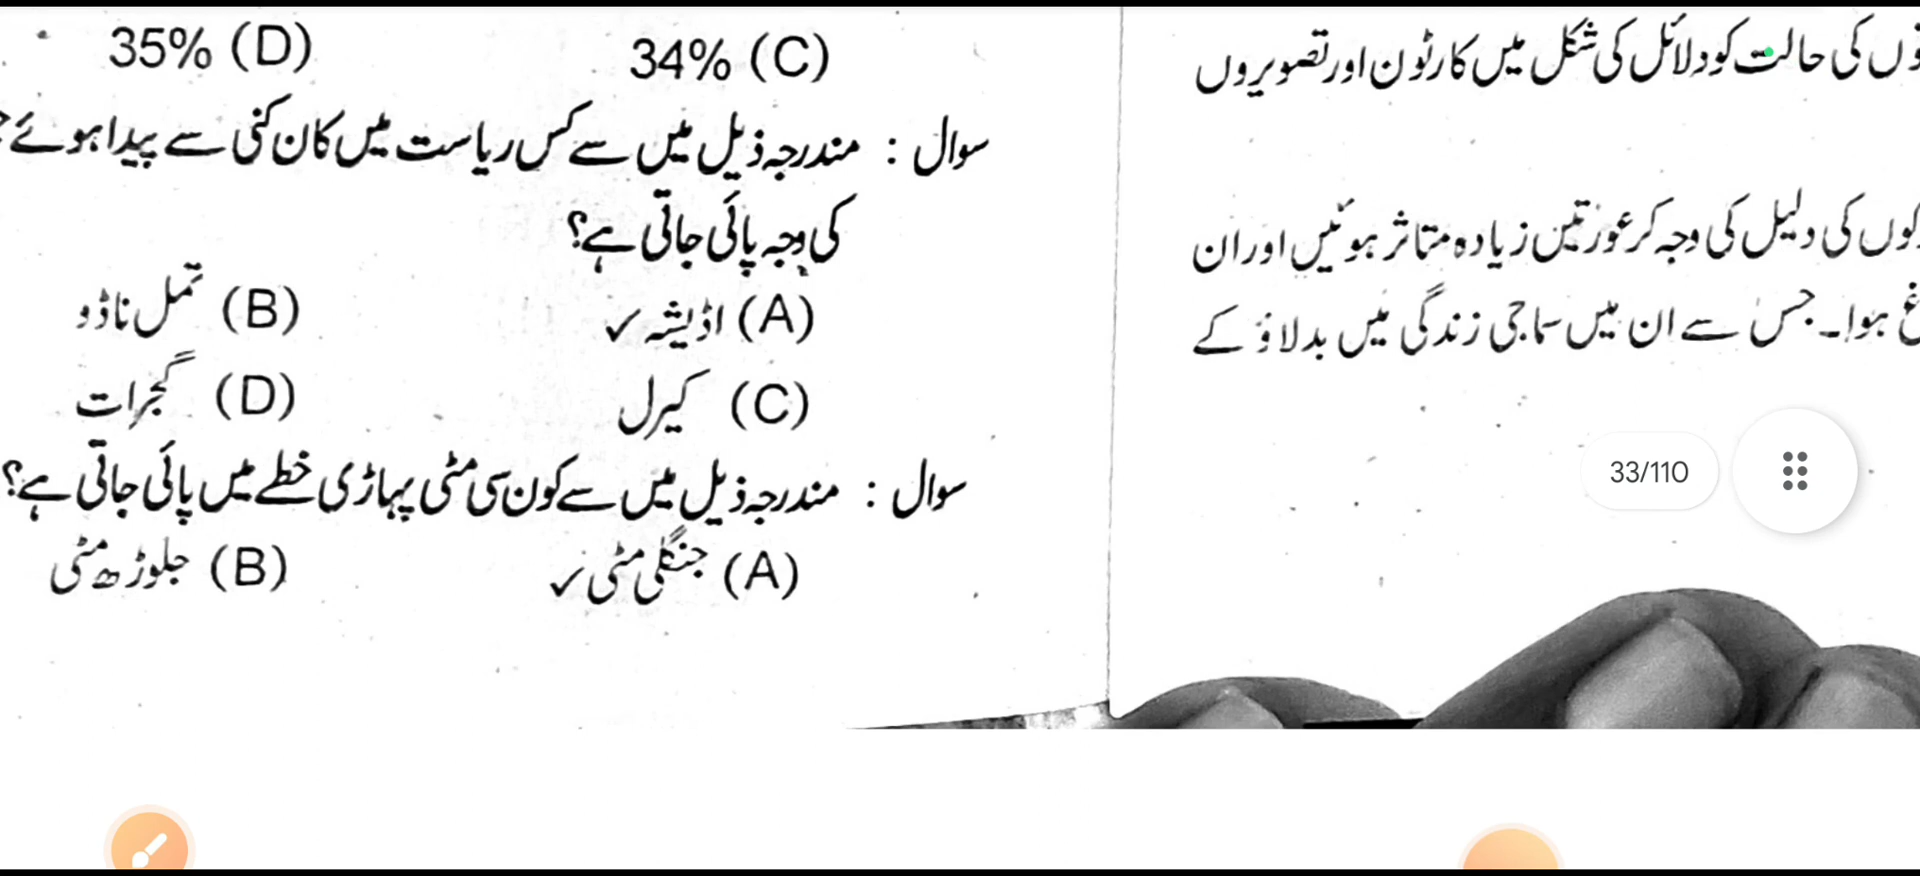 نوں کی حالت کو دلائل کی شکل میں کارٹون اور تصویروں
کوں کی دلیل کی وجہ کر عورتیں زیادہ متاثر ہوئیں اور ان
غ ہوا۔ جس سے ان میں سماجی زندگی میں بدلاؤ کے
33/110
34% (C) 35% (D)
سوال : مندرجہ ذیل میں سے کس ریاست میں کان کنی سے پیدا ہوئے
کی وجہ پائی جاتی ہے؟
(A) اڈیشہ ✓ (B) تمل ناڈو
(C) کیرل (D) گجرات
سوال : مندرجہ ذیل میں سے کون سی مٹی پہاڑی خطے میں پائی جاتی ہے؟
(A) جنگلی مٹی ✓ (B) جلوڑھ مٹی